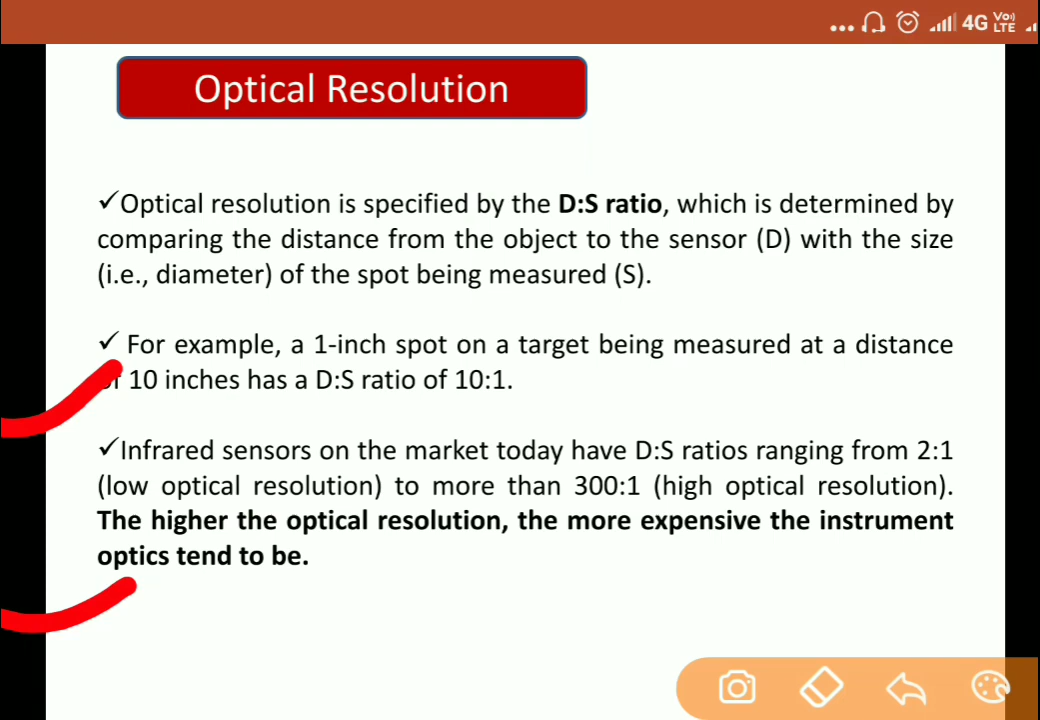 4G Vo) LTE
Optical Resolution
✓Optical resolution is specified by the D:S ratio, which is determined by
comparing the distance from the object to the sensor (D) with the size
(i.e., diameter) of the spot being measured (S).
✓ For example, a 1-inch spot on a target being measured at a distance
of 10 inches has a D:S ratio of 10:1.
✓Infrared sensors on the market today have D:S ratios ranging from 2:1
(low optical resolution) to more than 300:1 (high optical resolution).
The higher the optical resolution, the more expensive the instrument
optics tend to be.